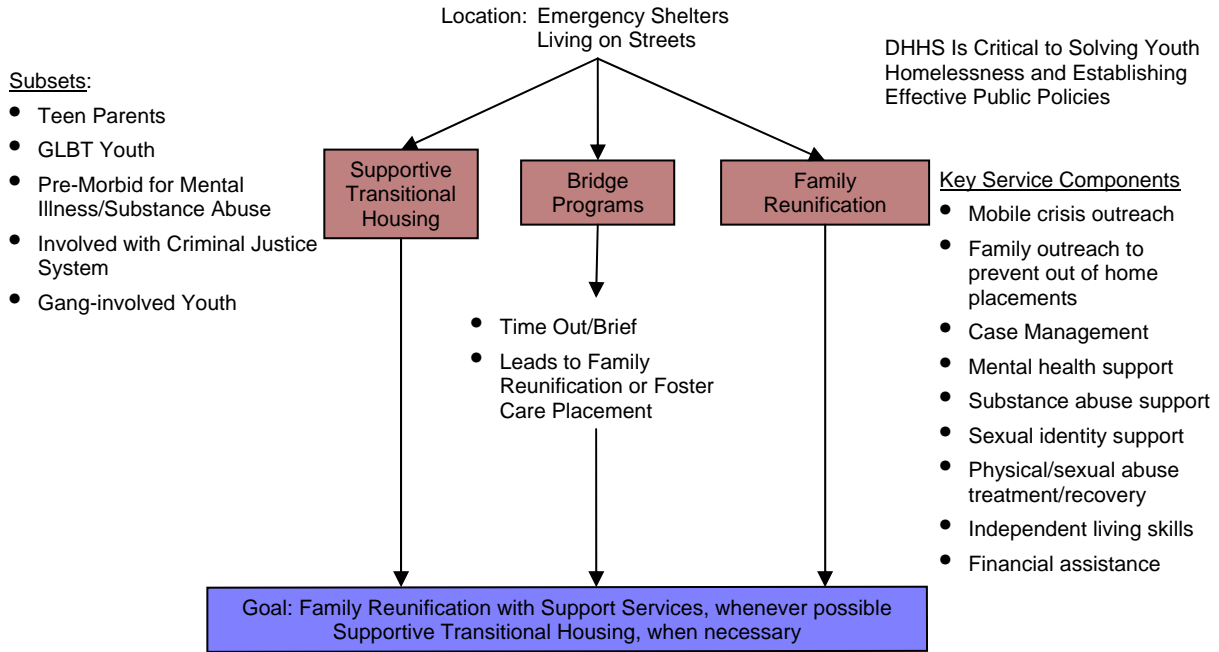 Location: Emergency Shelters
Living on Streets
DHHS Is Critical to Solving Youth
Homelessness and Establishing
Effective Public Policies
Subsets:
• Teen Parents
• GLBT Youth
• Pre-Morbid for Mental
Illness/Substance Abuse
• Involved with Criminal Justice
System
• Gang-involved Youth
Supportive
Transitional
Housing
Bridge
Programs
Family
Reunification
• Time Out/Brief
• Leads to Family
Reunification or Foster
Care Placement
Key Service Components
• Mobile crisis outreach
• Family outreach to
prevent out of home
placements
• Case Management
• Mental health support
• Substance abuse support
• Sexual identity support
• Physical/sexual abuse
treatment/recovery
• Independent living skills
• Financial assistance
Goal: Family Reunification with Support Services, whenever possible
Supportive Transitional Housing, when necessary